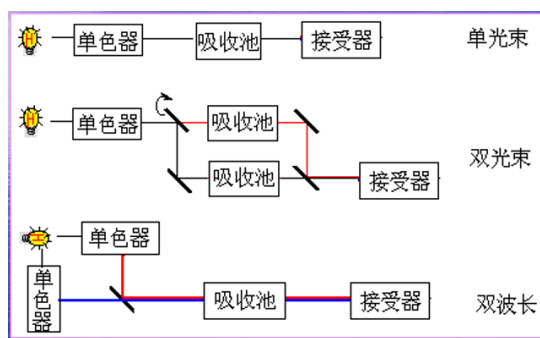 单色器 吸收池 接受器 单光束
单色器 吸收池
吸收池 接受器 双光束
单色器
单色器 吸收池 接受器 双波长